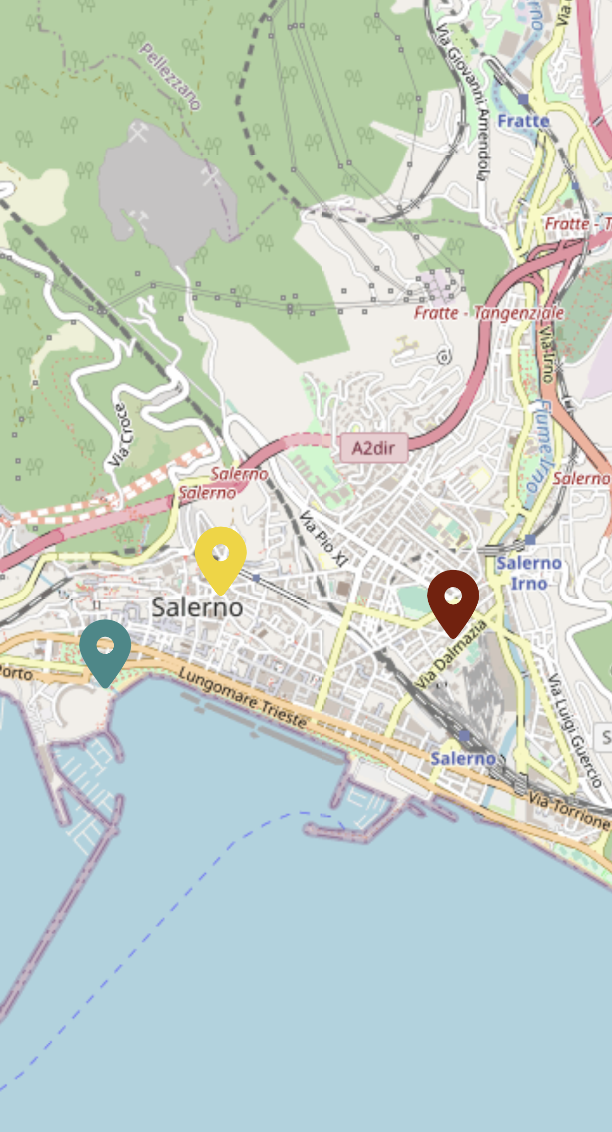 Via Giovanni Amendola
Pellezzano
Fratte
Fratte - T
Fratte - Tangenziale
Via Irno
Fiume Irno
Via Croce
A2dir
Salerno
Salerno
Salerno
Via Pio XI
Salerno
Irno
Salerno
Via Dalmazia
Porto
Lungomare Trieste
Via Luigi Guercio
S
Salerno
Via Torrione